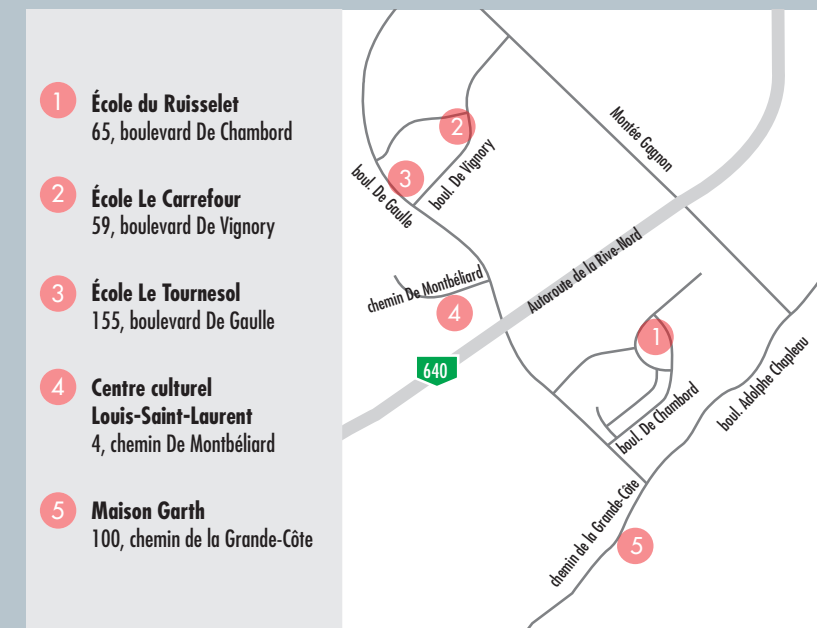 1
École du Ruisselet
65, boulevard De Chambord
2
École Le Carrefour
59, boulevard De Vignory
3
École Le Tournesol
155, boulevard De Gaulle
4
Centre culturel
Louis-Saint-Laurent
4, chemin De Montbéliard
5
Maison Garth
100, chemin de la Grande-Côte
Montée Gagnon
2
boul. De Vignory
3
boul. De Gaulle
Autoroute de la Rive-Nord
chemin De Montbéliard
4
1
640
boul. Adolphe Chapleau
boul. De Chambord
chemin de la Grande-Côte
5